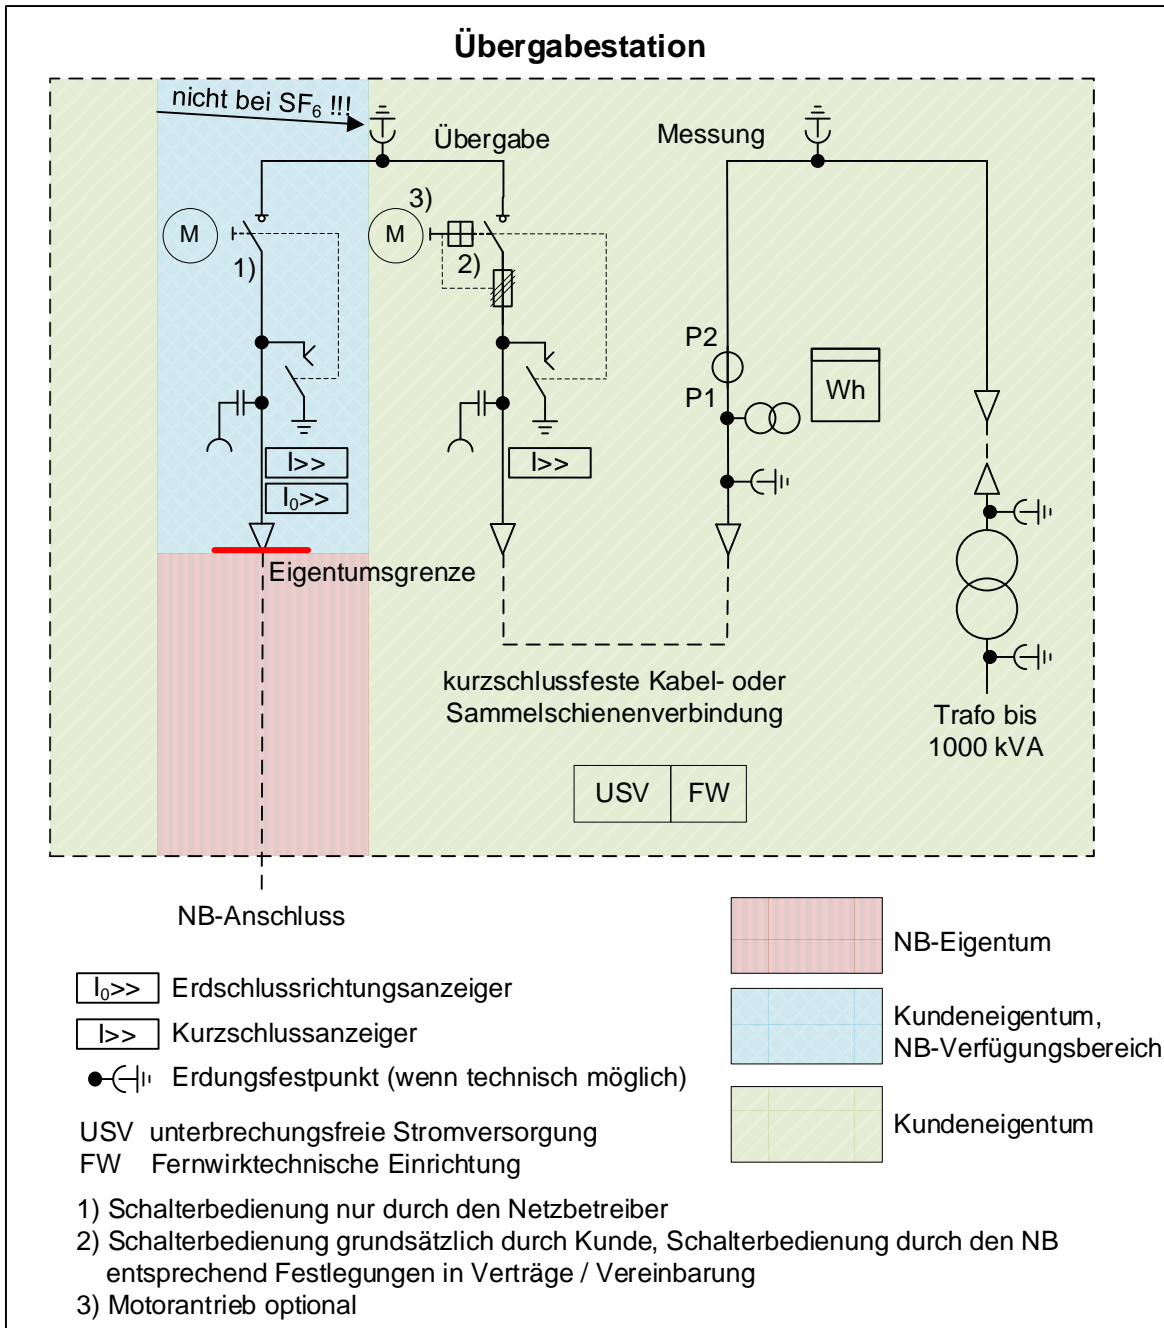 Übergabestation
nicht bei SF₆ !!!
Übergabe
Messung
3)
M
M
1)
2)
P2
P1
Wh
I>>
I₀>>
I>>
Eigentumsgrenze
kurzschlussfeste Kabel- oder
Sammelschienenverbindung
Trafo bis
1000 kVA
USV
FW
NB-Anschluss
NB-Eigentum
I₀>> Erdschlussrichtungsanzeiger
I>> Kurzschlussanzeiger
Kundeneigentum,
NB-Verfügungsbereich
Erdungsfestpunkt (wenn technisch möglich)
Kundeneigentum
USV unterbrechungsfreie Stromversorgung
FW Fernwirktechnische Einrichtung
1) Schalterbedienung nur durch den Netzbetreiber
2) Schalterbedienung grundsätzlich durch Kunde, Schalterbedienung durch den NB
entsprechend Festlegungen in Verträge / Vereinbarung
3) Motorantrieb optional